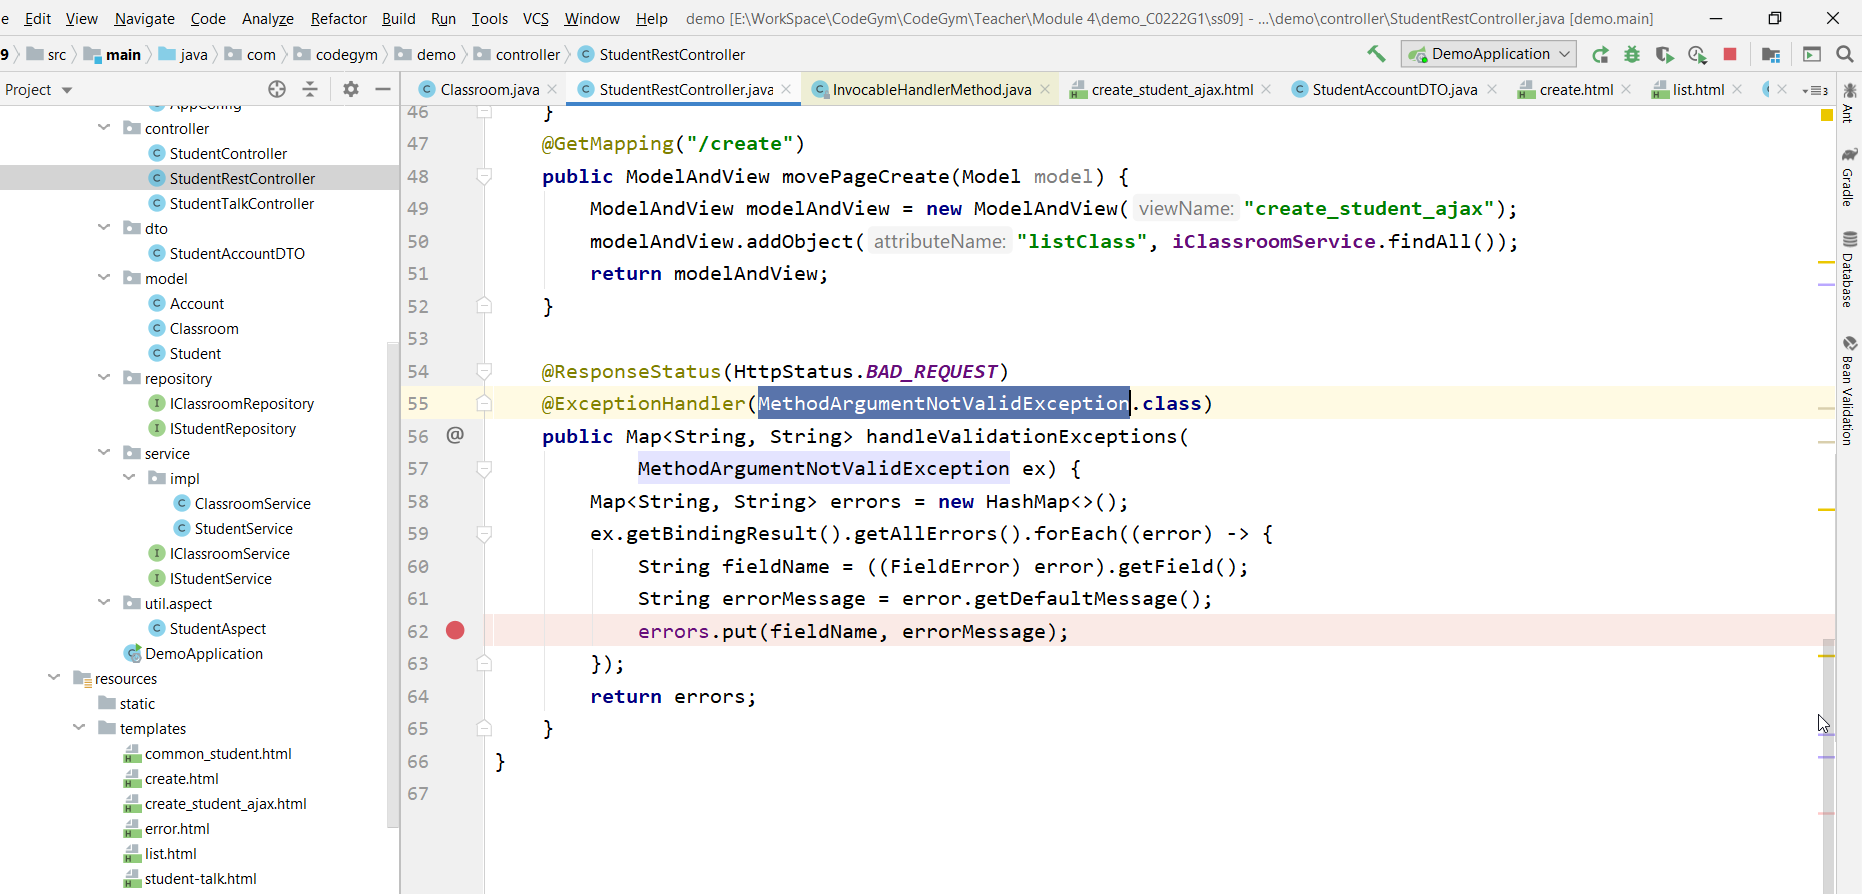 e Edit View Navigate Code Analyze Refactor Build Run Tools VCS Window Help demo [E:\WorkSpace\CodeGym\CodeGym\Teacher\Module 4\demo_C0222G1\ss09] - ...\demo\controller\StudentRestController.java [demo.main]
9 src main java com codegym demo controller StudentRestController DemoApplication
Project
Classroom.java StudentRestController.java InvocableHandlerMethod.java create_student_ajax.html StudentAccountDTO.java create.html list.html 3
AppConfig
controller
StudentController
StudentRestController
StudentTalkController
dto
StudentAccountDTO
model
Account
Classroom
Student
repository
IClassroomRepository
IStudentRepository
service
impl
ClassroomService
StudentService
IClassroomService
IStudentService
util.aspect
StudentAspect
DemoApplication
resources
static
templates
common_student.html
create.html
create_student_ajax.html
error.html
list.html
student-talk.html
46 }
47 @GetMapping("/create")
48 public ModelAndView movePageCreate(Model model) {
49 ModelAndView modelAndView = new ModelAndView( viewName: "create_student_ajax");
50 modelAndView.addObject( attributeName: "listClass", iClassroomService.findAll());
51 return modelAndView;
52 }
53
54 @ResponseStatus(HttpStatus.BAD_REQUEST)
55 @ExceptionHandler(MethodArgumentNotValidException.class)
56 @ public Map<String, String> handleValidationExceptions(
57 MethodArgumentNotValidException ex) {
58 Map<String, String> errors = new HashMap<>();
59 ex.getBindingResult().getAllErrors().forEach((error) -> {
60 String fieldName = ((FieldError) error).getField();
61 String errorMessage = error.getDefaultMessage();
62 errors.put(fieldName, errorMessage);
63 });
64 return errors;
65 }
66 }
67
Ant
Gradle
Database
Bean Validation